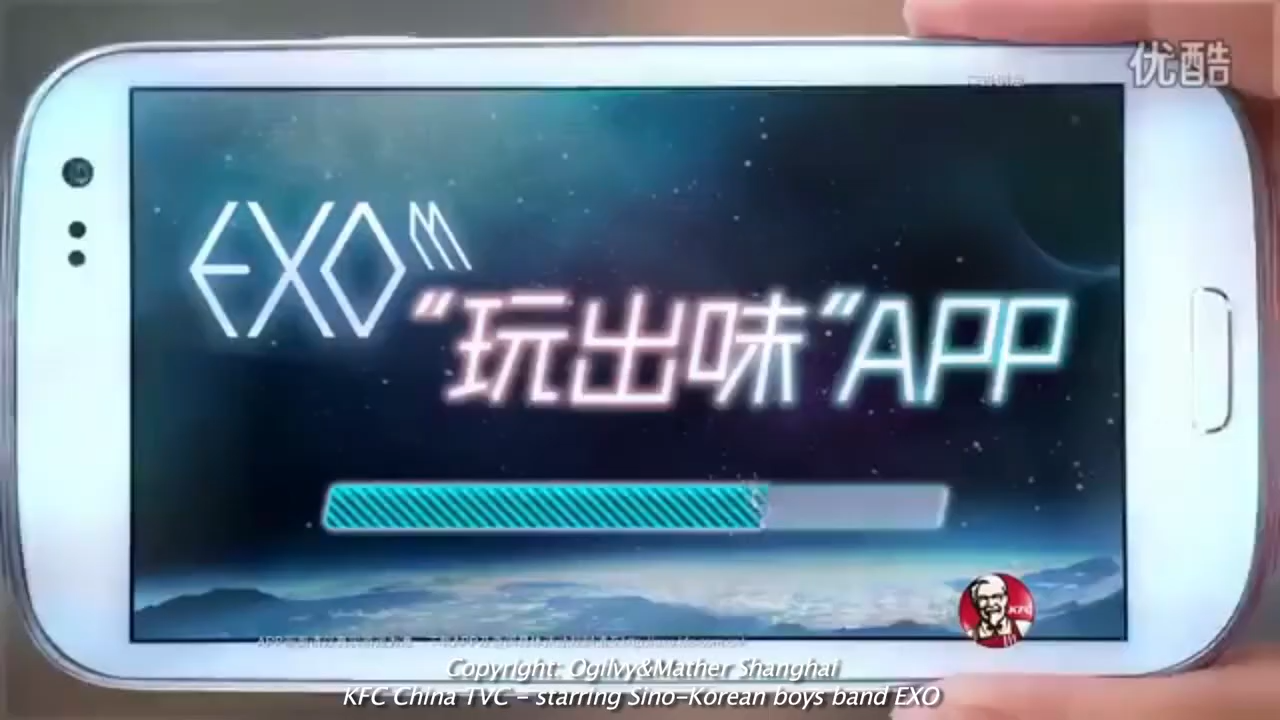 优酷
EXO M
"玩出味"APP
KFC
Copyright: Ogilvy&Mather Shanghai
KFC China TVC - starring Sino-Korean boys band EXO